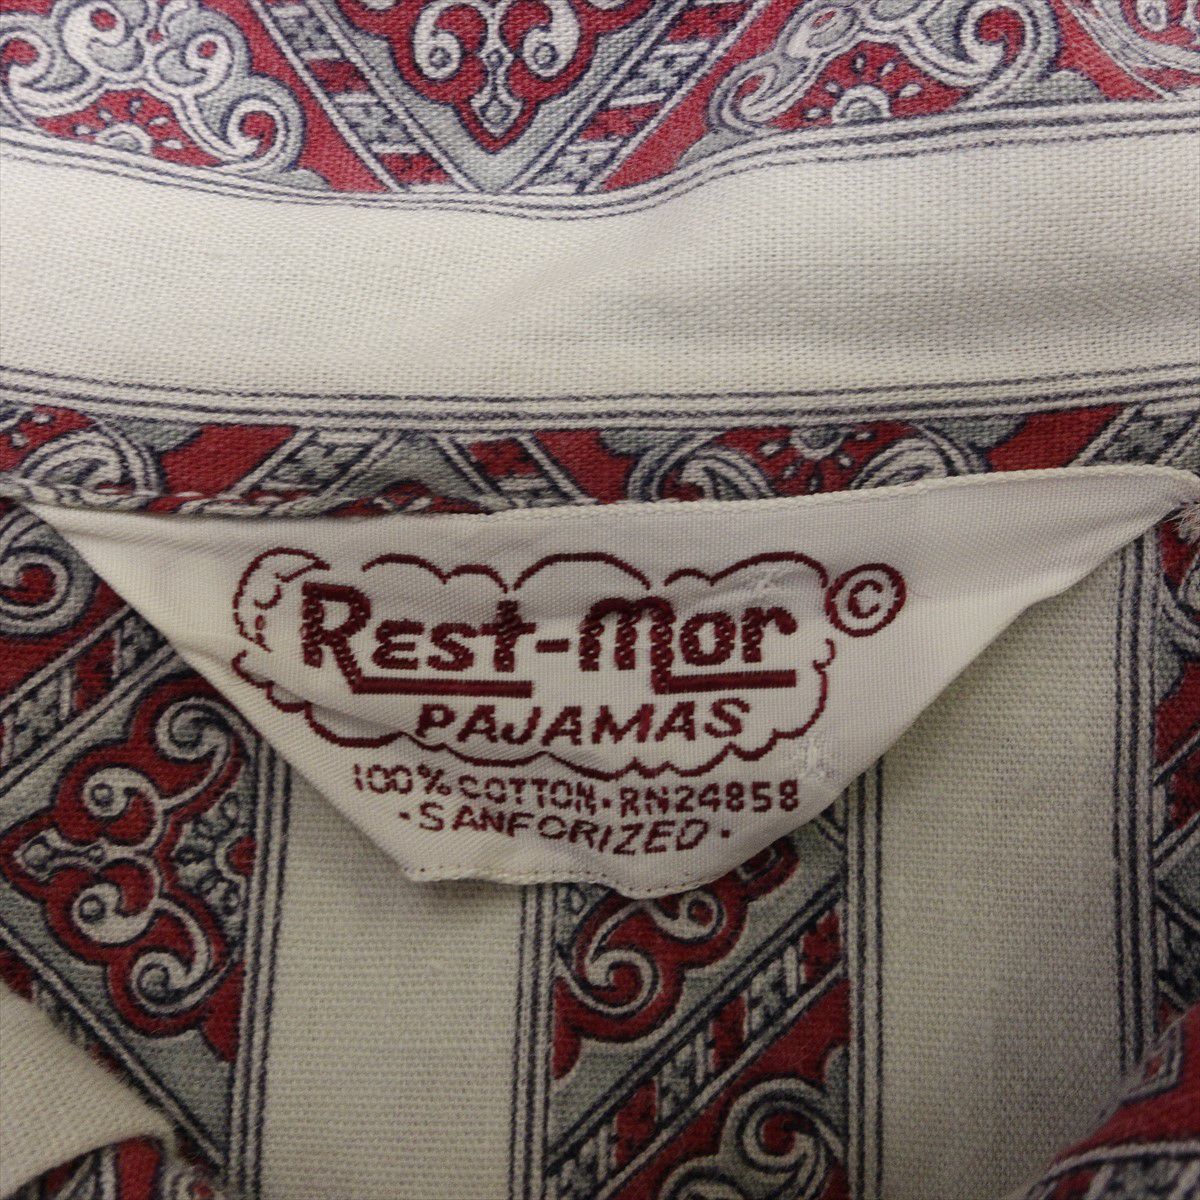 REST-MOR ©
PAJAMAS
100% COTTON • RN24858
• SANFORIZED •